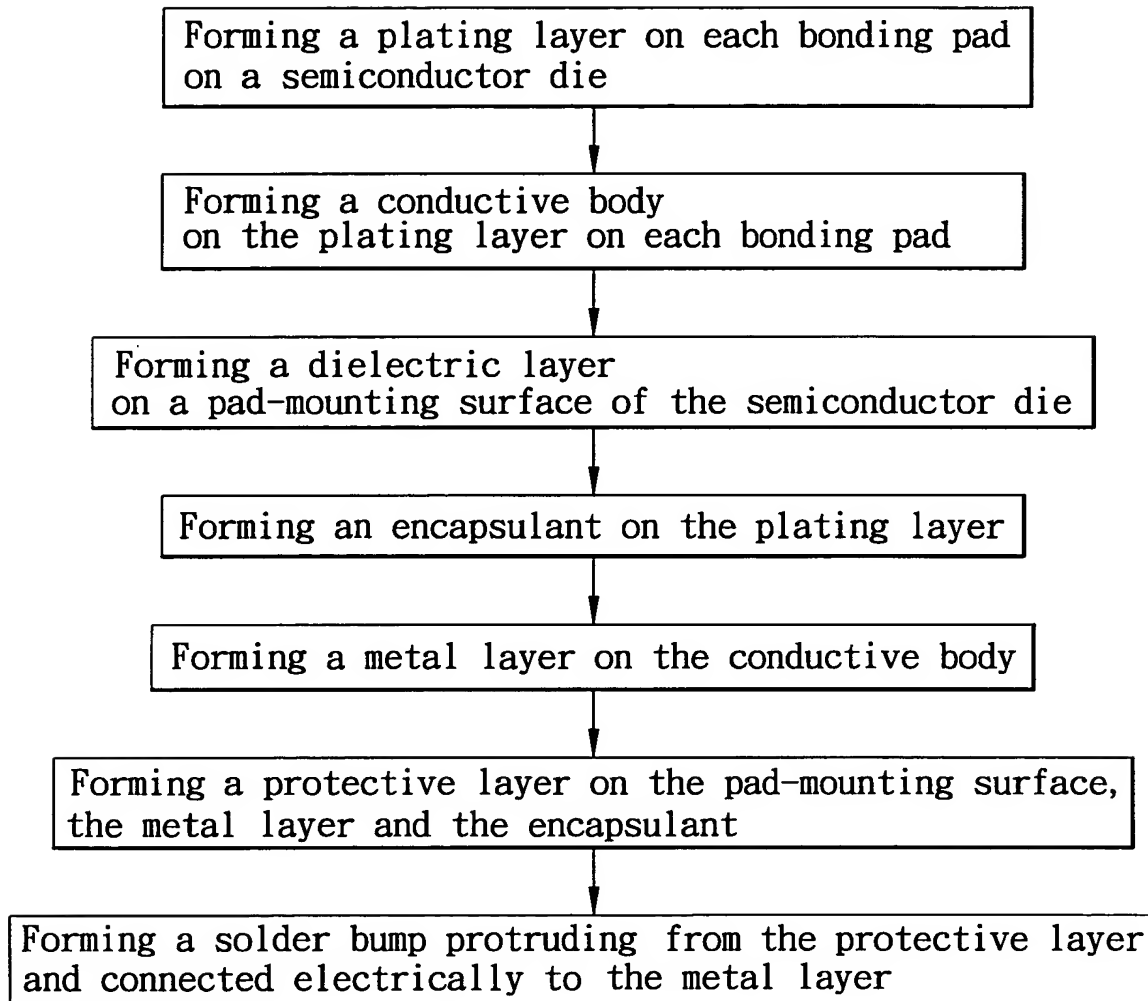 Forming a plating layer on each bonding pad
on a semiconductor die
Forming a conductive body
on the plating layer on each bonding pad
Forming a dielectric layer
on a pad-mounting surface of the semiconductor die
Forming an encapsulant on the plating layer
Forming a metal layer on the conductive body
Forming a protective layer on the pad-mounting surface,
the metal layer and the encapsulant
Forming a solder bump protruding from the protective layer
and connected electrically to the metal layer